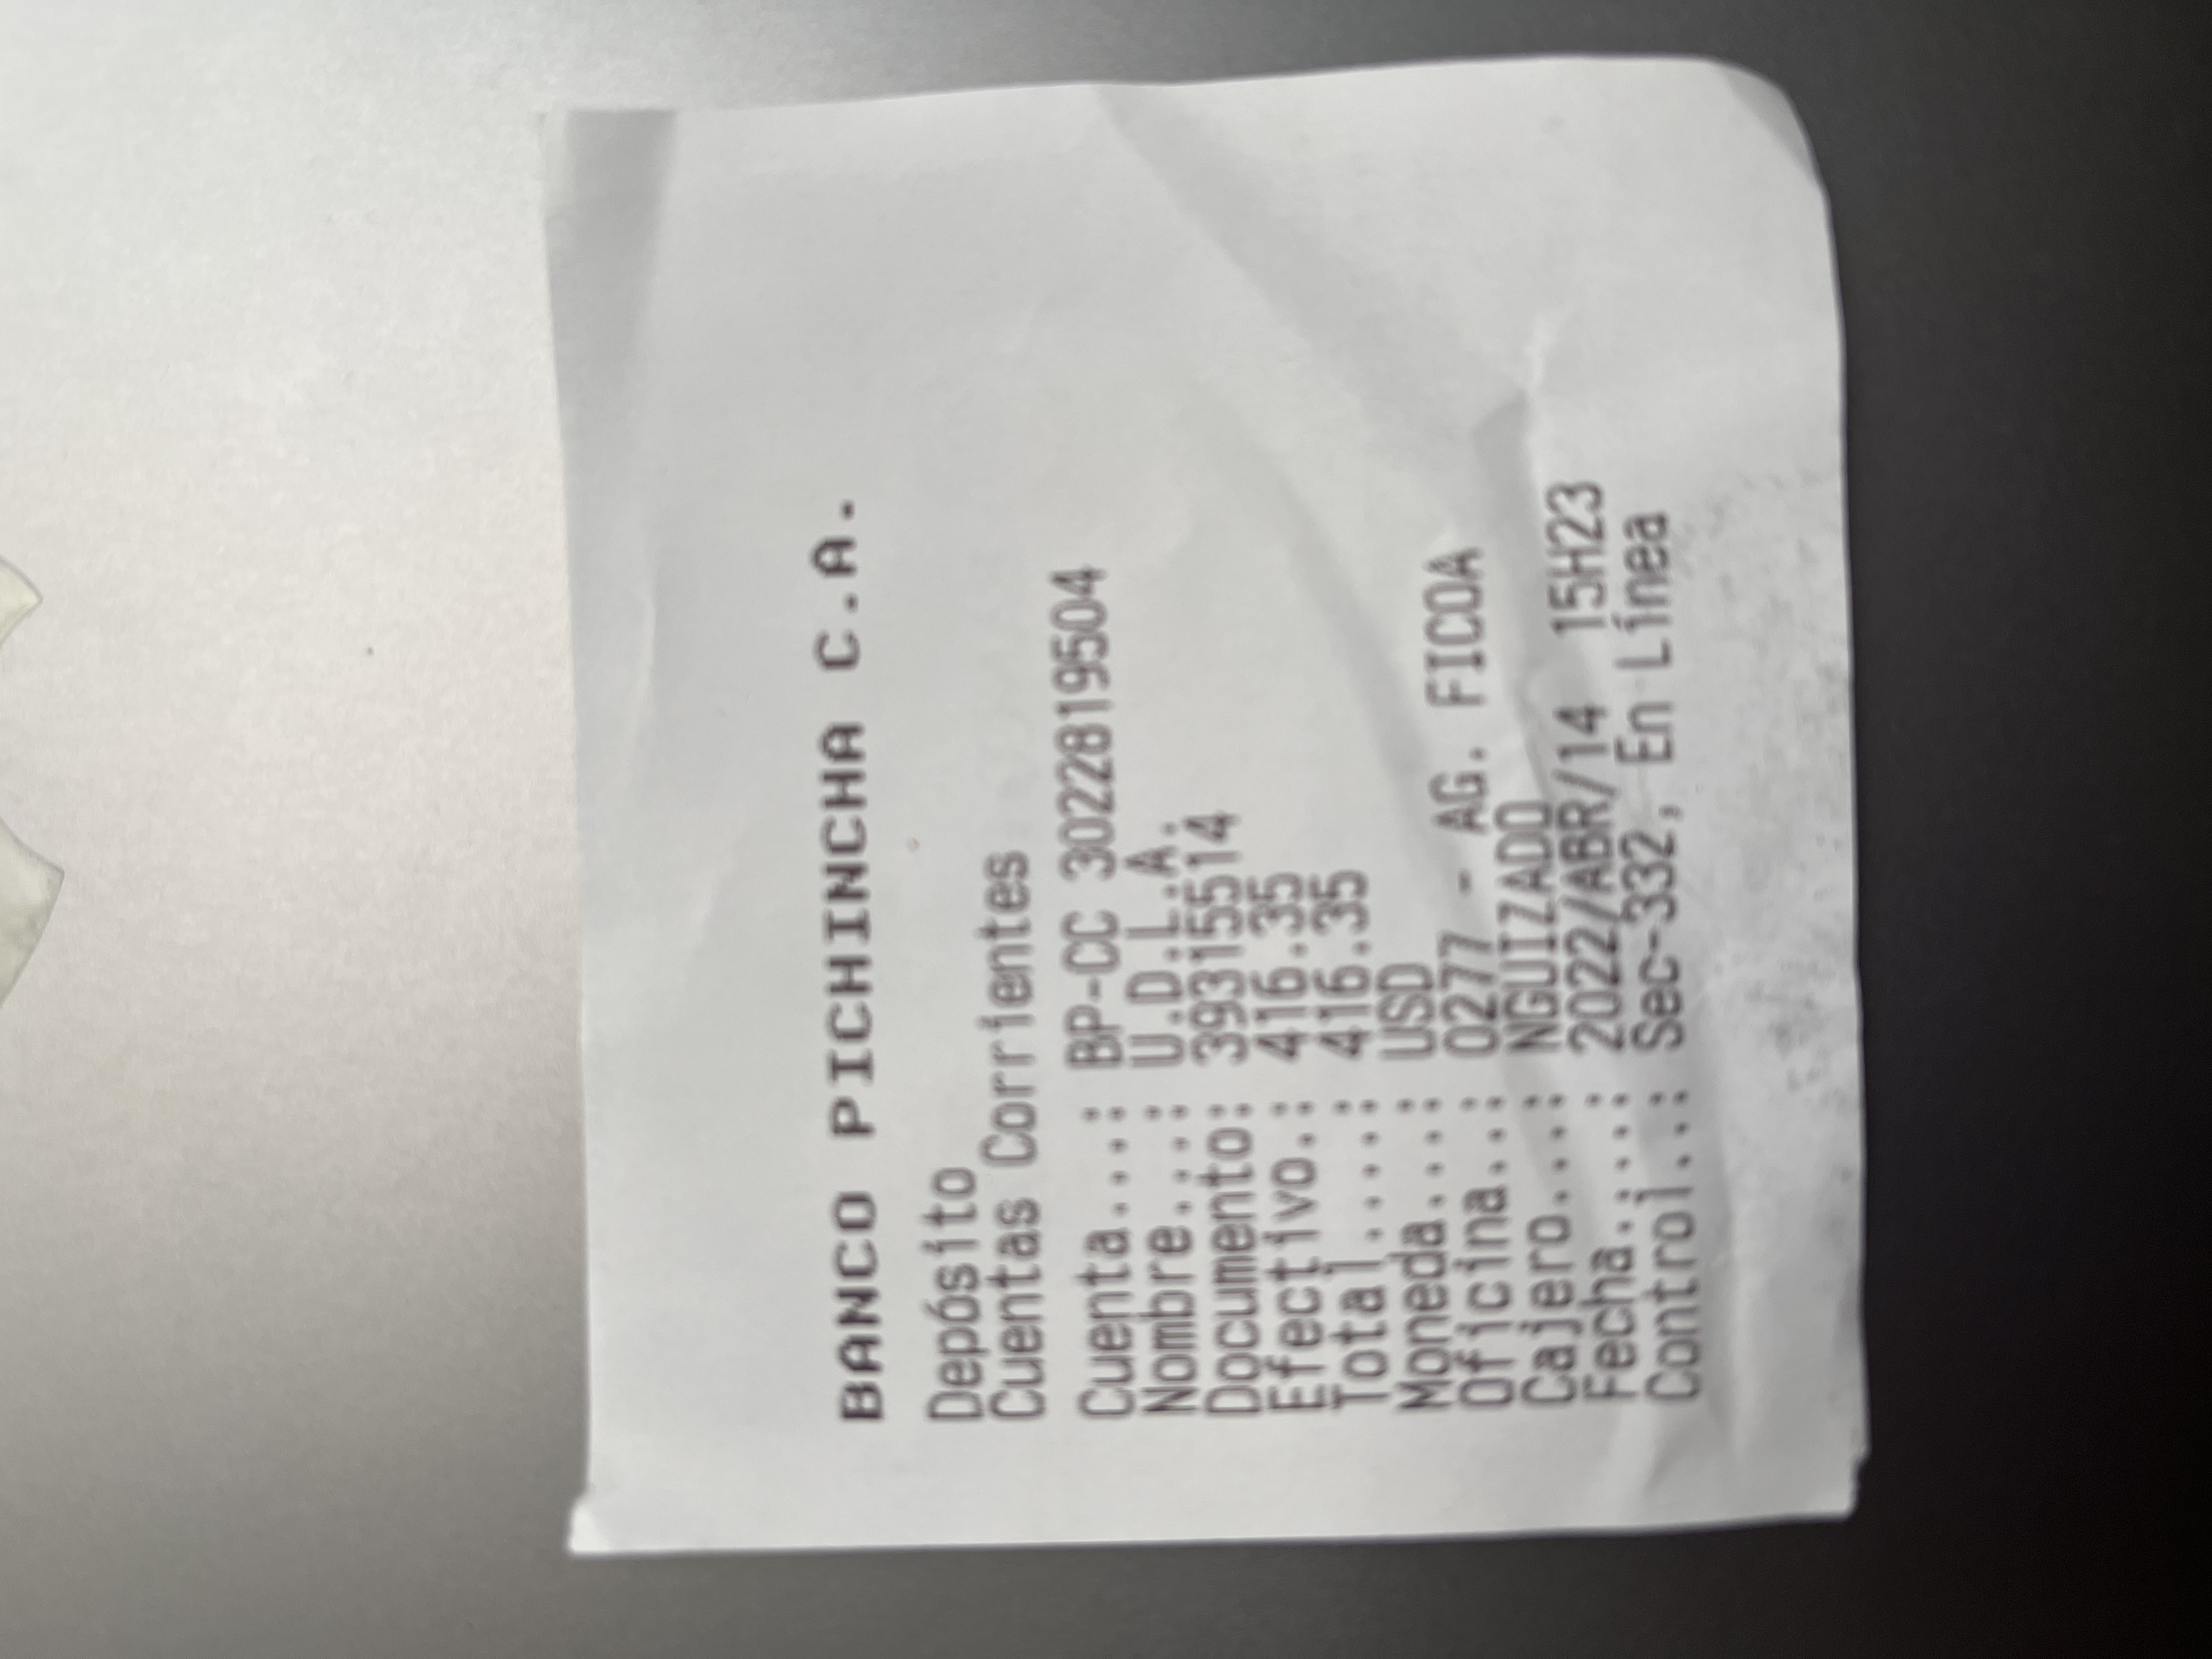 BANCO PICHINCHA C.A.
Depósito
Cuentas Corrientes
Cuenta....: BP-CC 3022819504
Nombre....: U.D.L.A.
Documento: 393155514
Efectivo.: 416.35
Total.....: 416.35
Moneda....: USD
Oficina...: 0277 - AG. FICOA
Cajero....: NGUIZADO
Fecha.....: 2022/ABR/14 15H23
Control..: Sec-332, En Línea